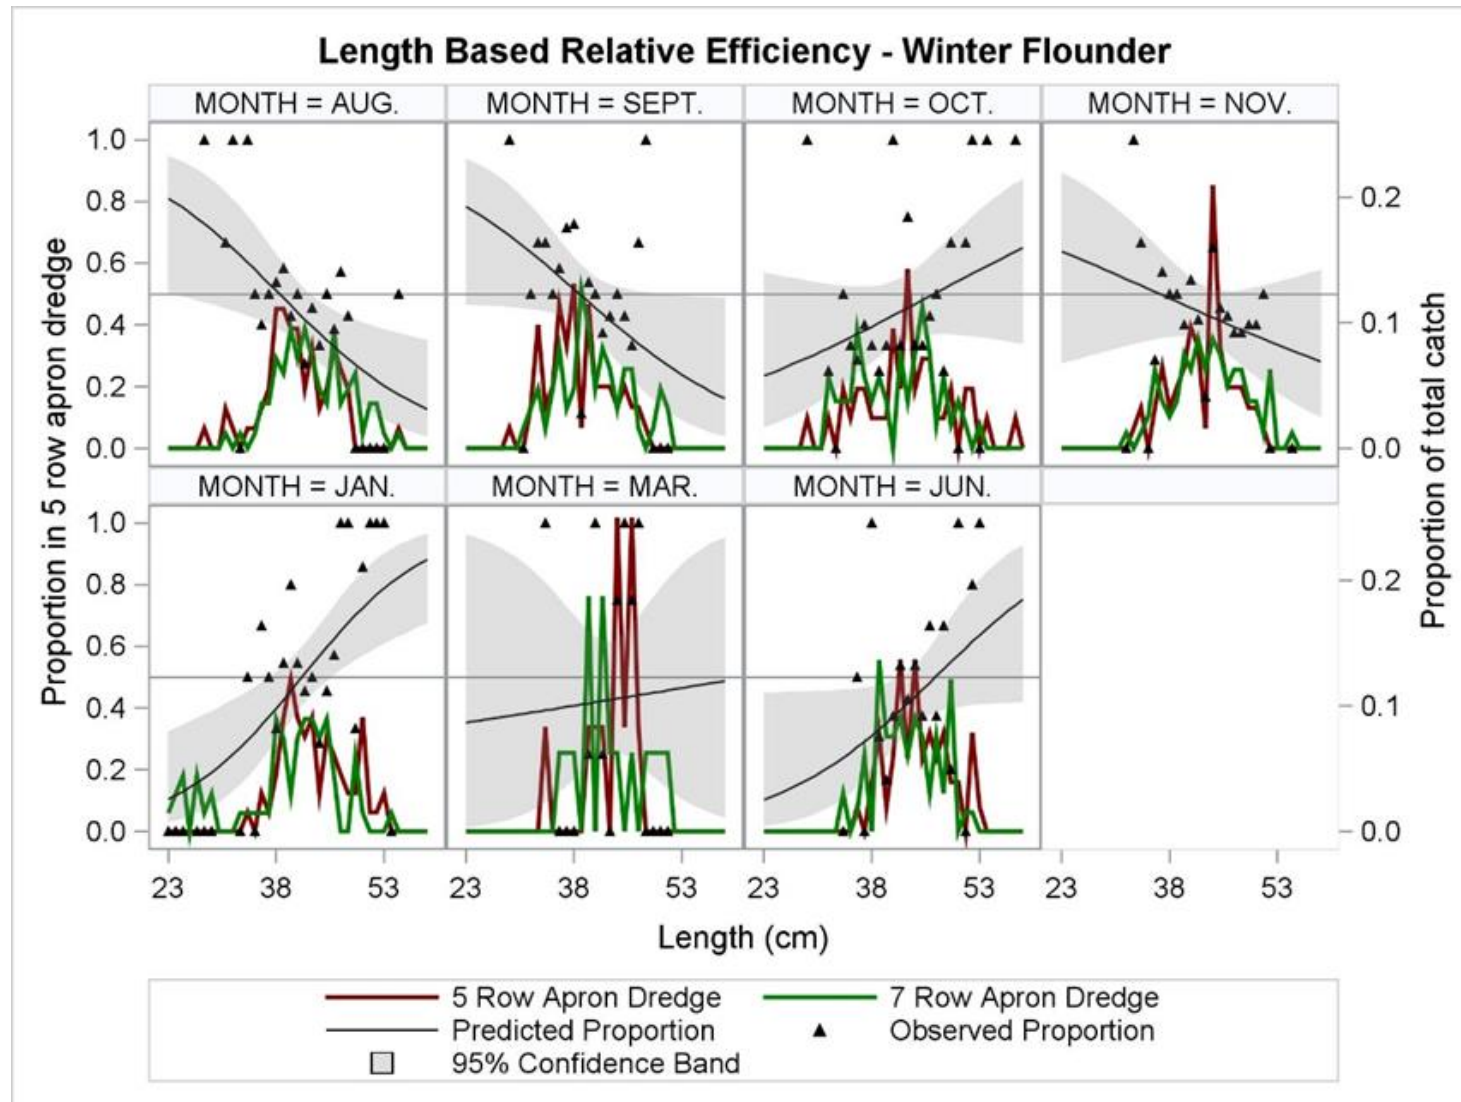 Length Based Relative Efficiency - Winter Flounder
MONTH = AUG. MONTH = SEPT. MONTH = OCT. MONTH = NOV.
1.0
0.8
0.6
0.4
0.2
0.0
0.2
0.1
0.0
MONTH = JAN. MONTH = MAR. MONTH = JUN.
1.0
0.8
0.6
0.4
0.2
0.0
0.2
0.1
0.0
Proportion in 5 row apron dredge
Proportion of total catch
23 38 53 23 38 53 23 38 53 23 38 53
Length (cm)
5 Row Apron Dredge 7 Row Apron Dredge
Predicted Proportion Observed Proportion
95% Confidence Band